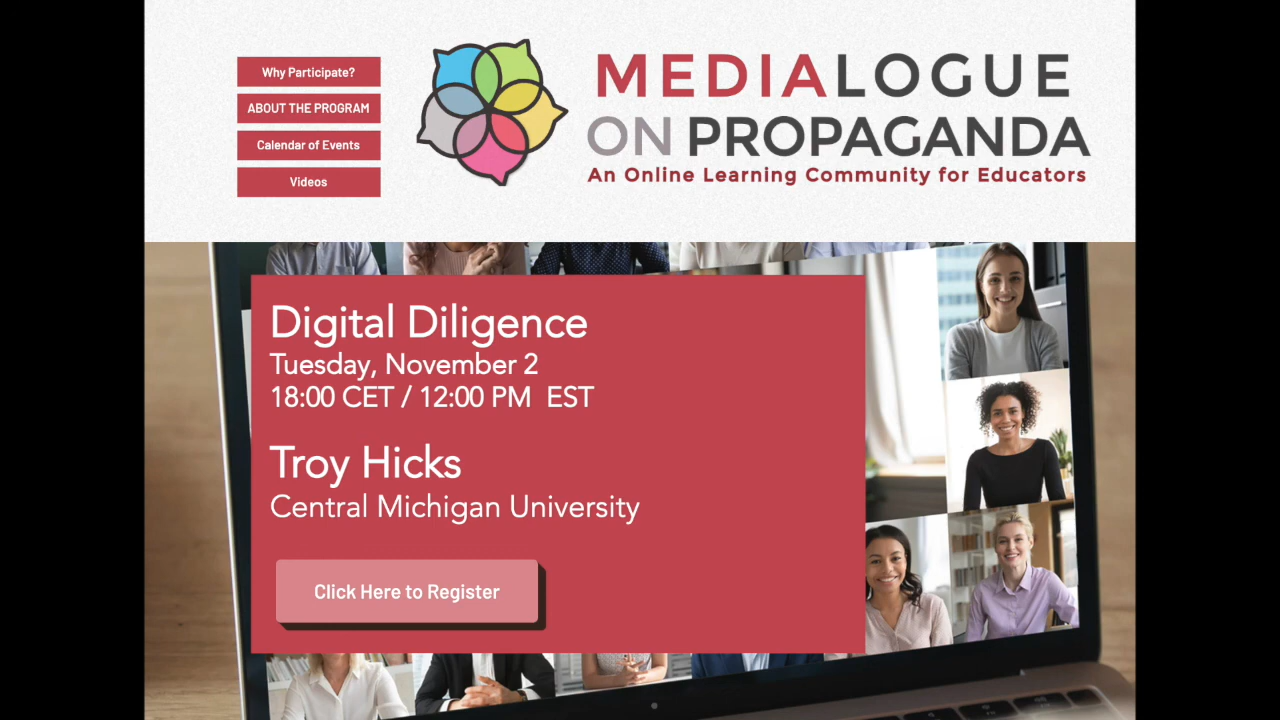 Why Participate?
ABOUT THE PROGRAM
Calendar of Events
Videos
MEDIALOGUE
ON PROPAGANDA
An Online Learning Community for Educators
Digital Diligence
Tuesday, November 2
18:00 CET / 12:00 PM EST
Troy Hicks
Central Michigan University
Click Here to Register